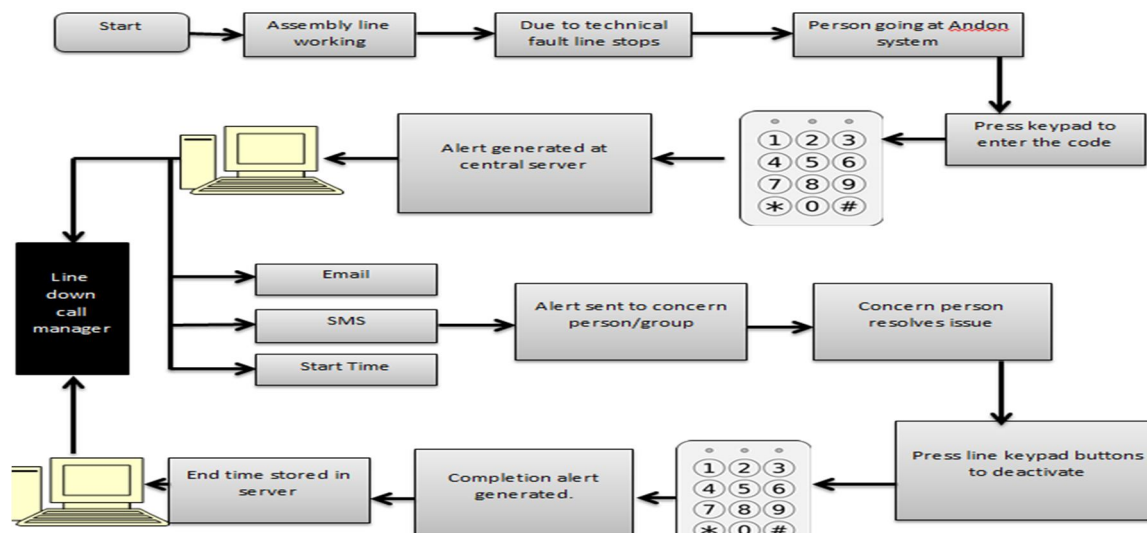 Start
Assembly line
working
Due to technical
fault line stops
Person going at Andon
system
Press keypad to
enter the code
1 2 3
4 5 6
7 8 9
* 0 #
Alert generated at
central server
Line
down
call
manager
Email
SMS
Start Time
Alert sent to concern
person/group
Concern person
resolves issue
Press line keypad buttons
to deactivate
1 2 3
4 5 6
7 8 9
* 0 #
Completion alert
generated.
End time stored in
server